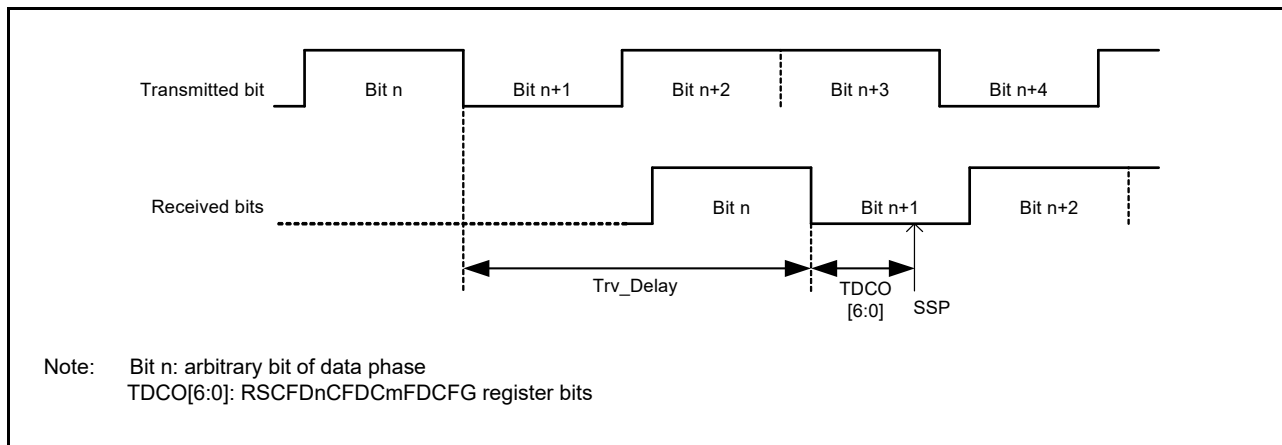 Transmitted bit
Bit n
Bit n+1
Bit n+2
Bit n+3
Bit n+4
Received bits
Bit n
Bit n+1
Bit n+2
Trv_Delay
TDCO
[6:0]
SSP
Note: Bit n: arbitrary bit of data phase
TDCO[6:0]: RSCFDnCFDCmFDCFG register bits